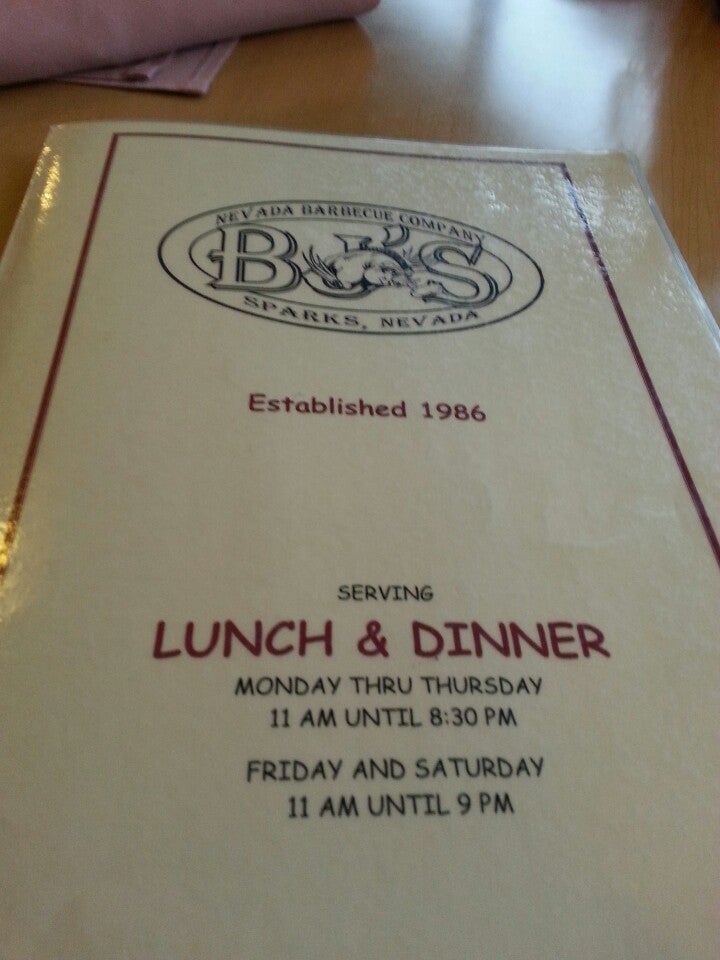 NEVADA BARBECUE COMPANY
BJ'S
SPARKS, NEVADA
Established 1986
SERVING
LUNCH & DINNER
MONDAY THRU THURSDAY
11 AM UNTIL 8:30 PM
FRIDAY AND SATURDAY
11 AM UNTIL 9 PM